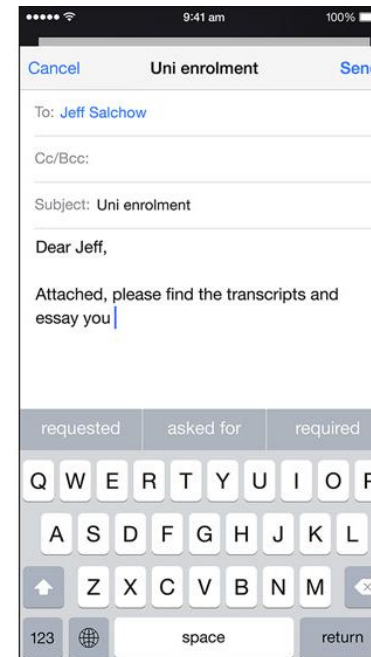 9:41 am 100%
Cancel Uni enrolment Sen
To: Jeff Salchow
Cc/Bcc:
Subject: Uni enrolment
Dear Jeff,
Attached, please find the transcripts and
essay you
requested asked for required
Q W E R T Y U I O P
A S D F G H J K L
Z X C V B N M
123 space return